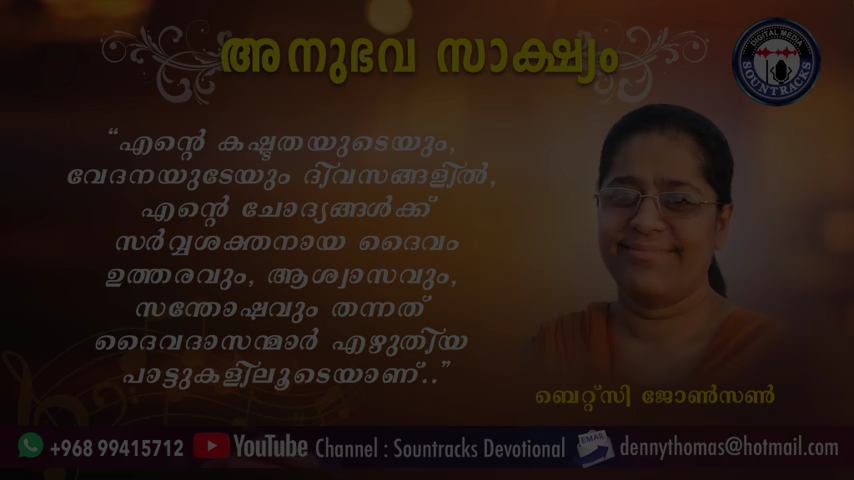 അനുഭവ സാക്ഷ്യം
DIGITAL MEDIA
SOUNTRACKS
“എന്റെ കഷ്ടതയുടെയും,
വേദനയുടേയും ദിവസങ്ങളിൽ,
എന്റെ ചോദ്യങ്ങൾക്ക്
സർവ്വശക്തനായ ദൈവം
ഉത്തരവും, ആശ്വാസവും,
സന്തോഷവും തന്നത്
ദൈവദാസന്മാർ എഴുതിയ
പാട്ടുകളിലൂടെയാണ്..”
ബെറ്റ്സി ജോൺസൺ
+968 99415712 YouTube Channel : Sountracks Devotional EMAIL dennythomas@hotmail.com